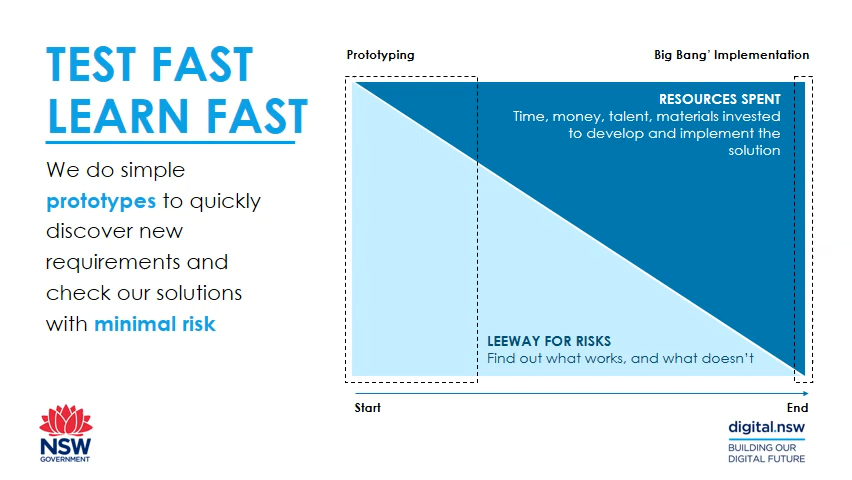 TEST FAST
LEARN FAST
We do simple
prototypes to quickly
discover new
requirements and
check our solutions
with minimal risk
Prototyping
Big Bang’ Implementation
RESOURCES SPENT
Time, money, talent, materials invested
to develop and implement the
solution
LEEWAY FOR RISKS
Find out what works, and what doesn’t
Start
End
NSW
GOVERNMENT
digital.nsw
BUILDING OUR
DIGITAL FUTURE